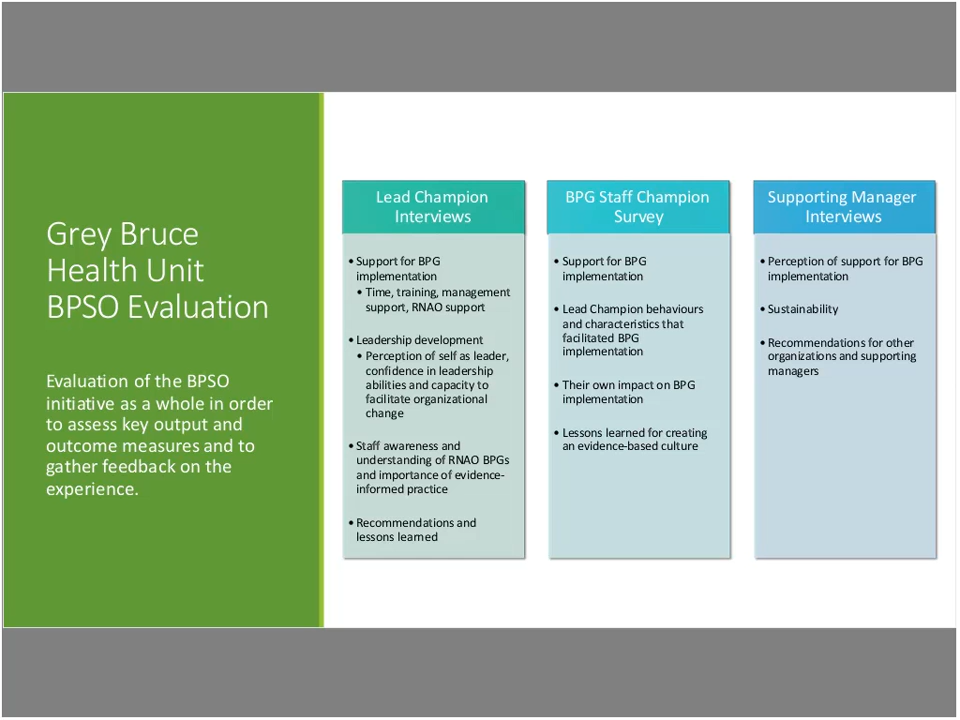 Grey Bruce
Health Unit
BPSO Evaluation
Evaluation of the BPSO
initiative as a whole in order
to assess key output and
outcome measures and to
gather feedback on the
experience.
Lead Champion
Interviews
• Support for BPG
implementation
• Time, training, management
support, RNAO support
• Leadership development
• Perception of self as leader,
confidence in leadership
abilities and capacity to
facilitate organizational
change
• Staff awareness and
understanding of RNAO BPGs
and importance of evidence-
informed practice
• Recommendations and
lessons learned
BPG Staff Champion
Survey
• Support for BPG
implementation
• Lead Champion behaviours
and characteristics that
facilitated BPG
implementation
• Their own impact on BPG
implementation
• Lessons learned for creating
an evidence-based culture
Supporting Manager
Interviews
• Perception of support for BPG
implementation
• Sustainability
• Recommendations for other
organizations and supporting
managers